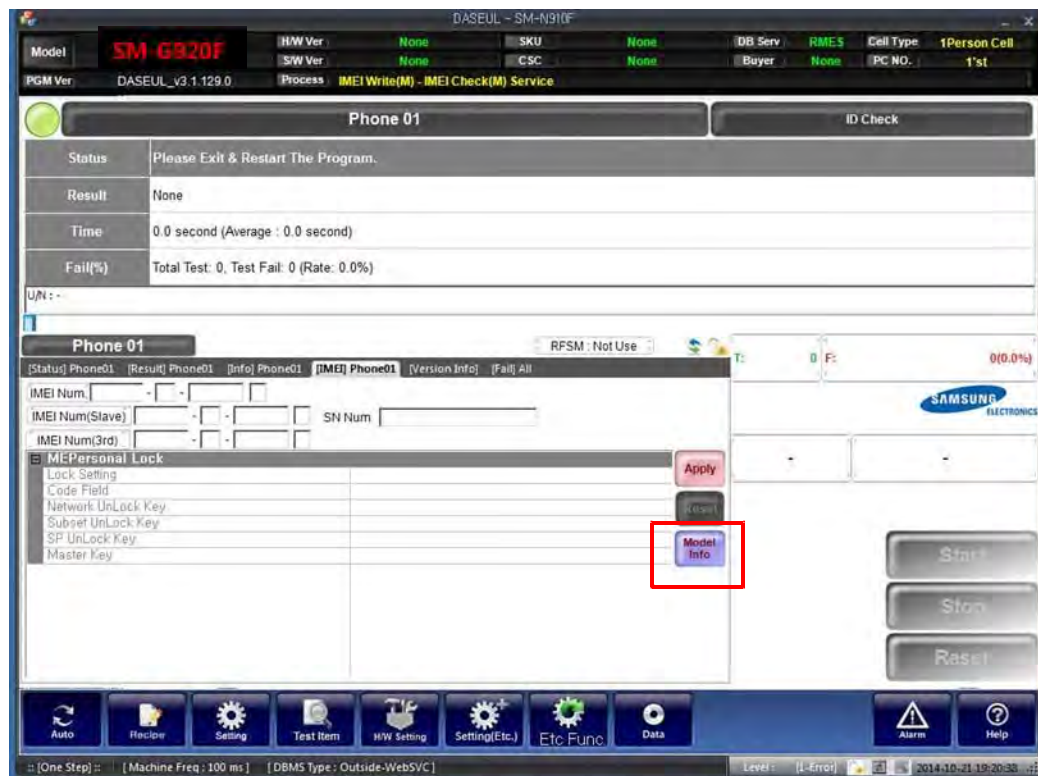 DASEUL - SM-N910F
Model SM-G920F H/W Ver None SKU None DB Serv RMES Cell Type 1Person Cell
S/W Ver None CSC None Buyer None PC NO. 1'st
PGM Ver DASEUL_v3.1.129.0 Process IMEI Write(M) - IMEI Check(M) Service
Phone 01 ID Check
Status Please Exit & Restart The Program.
Result None
Time 0.0 second (Average : 0.0 second)
Fail(%) Total Test: 0, Test Fail: 0 (Rate: 0.0%)
U/N : -
Phone 01 RFSM : Not Use T: 0 F: 0(0.0%)
[Status] Phone01 [Result] Phone01 [Info] Phone01 [IMEI] Phone01 [Version Info] [Fail] All
IMEI Num. - -
SAMSUNG
ELECTRONICS
IMEI Num(Slave) - - SN Num
IMEI Num(3rd) - -
MEPersonal Lock - -
Lock Setting Apply
Code Field
Network UnLock Key Reset
Subset UnLock Key
SP UnLock Key Model
Master Key Info
Start
Stop
Reset
Auto Recipe Setting Test Item H/W Setting Setting(Etc.) Etc Func Data Alarm Help
:: [One Step] :: [Machine Freq : 100 ms] [DBMS Type : Outside-WebSVC] Level : [1-Error] 2014-10-21 19:20:33